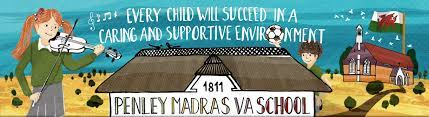 EVERY CHILD WILL SUCCEED IN A
CARING AND SUPPORTIVE ENVIRONMENT
1811
PENLEY MADRAS VA SCHOOL